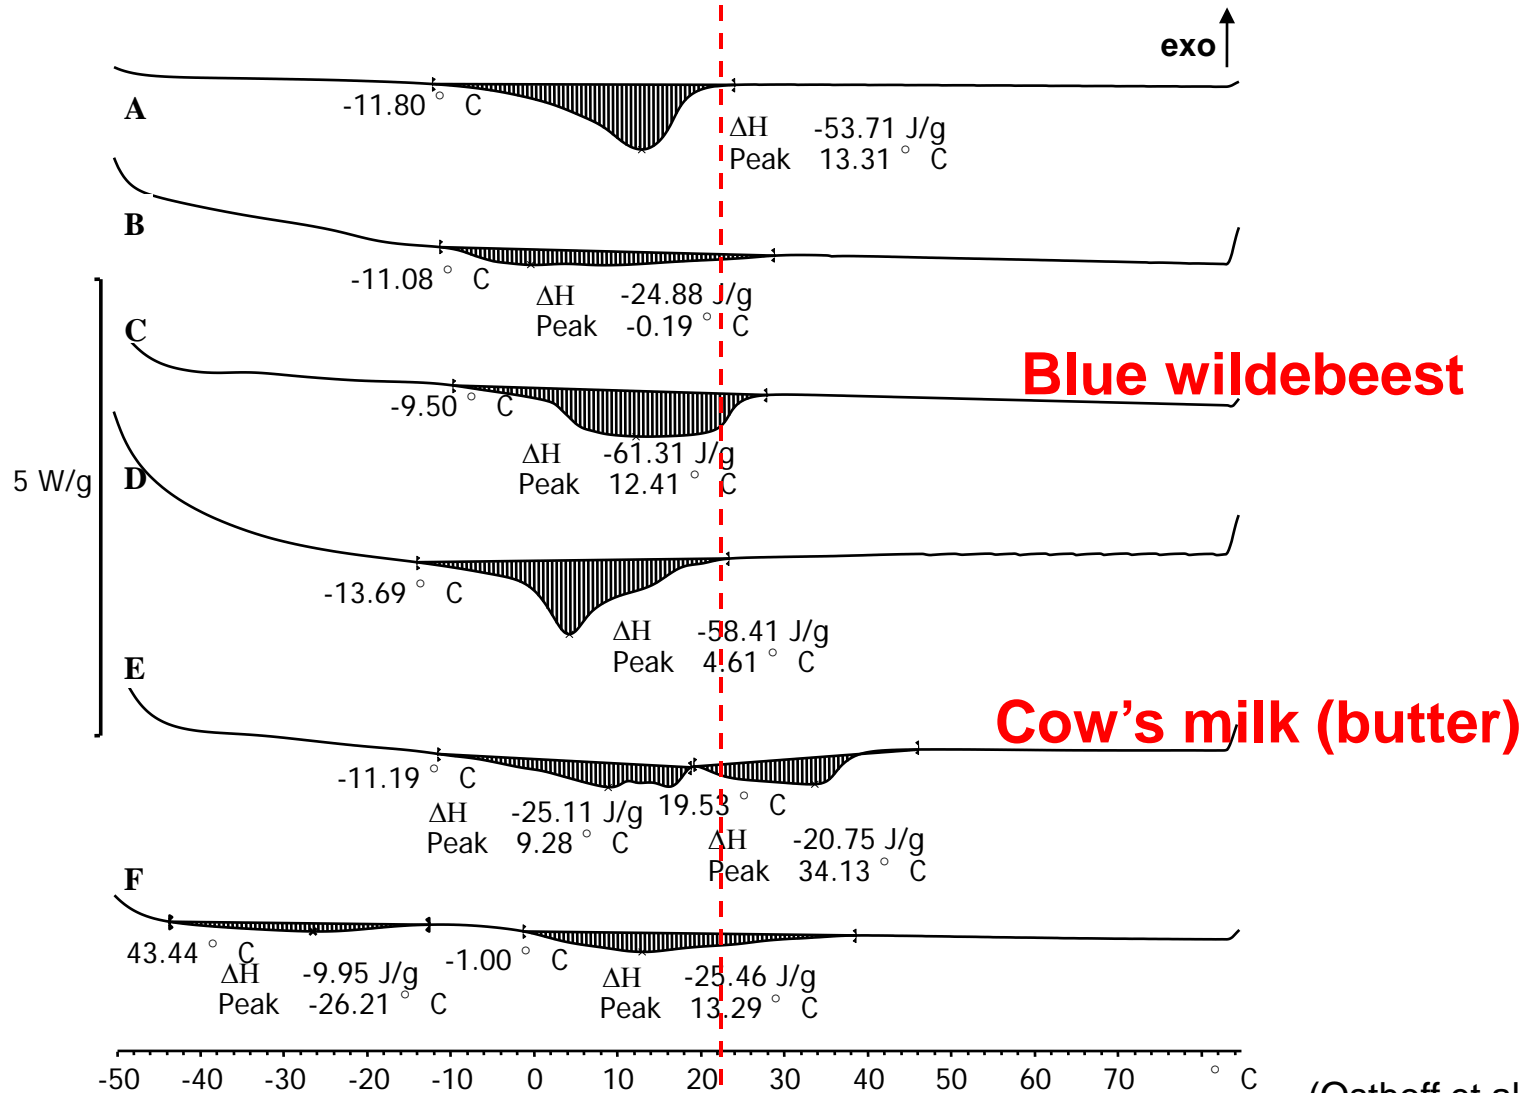 exo
A
-11.80 ° C
ΔH -53.71 J/g
Peak 13.31 ° C
B
-11.08 ° C
ΔH -24.88 J/g
Peak -0.19 ° C
C
Blue wildebeest
-9.50 ° C
ΔH -61.31 J/g
5 W/g
D
Peak 12.41 ° C
-13.69 ° C
ΔH -58.41 J/g
Peak 4.61 ° C
E
Cow's milk (butter)
-11.19 ° C
19.53 ° C
ΔH -25.11 J/g
Peak 9.28 ° C
ΔH -20.75 J/g
Peak 34.13 ° C
F
43.44 ° C
-1.00 ° C
ΔH -9.95 J/g
Peak -26.21 ° C
ΔH -25.46 J/g
Peak 13.29 ° C
-50 -40 -30 -20 -10 0 10 20 30 40 50 60 70 ° C